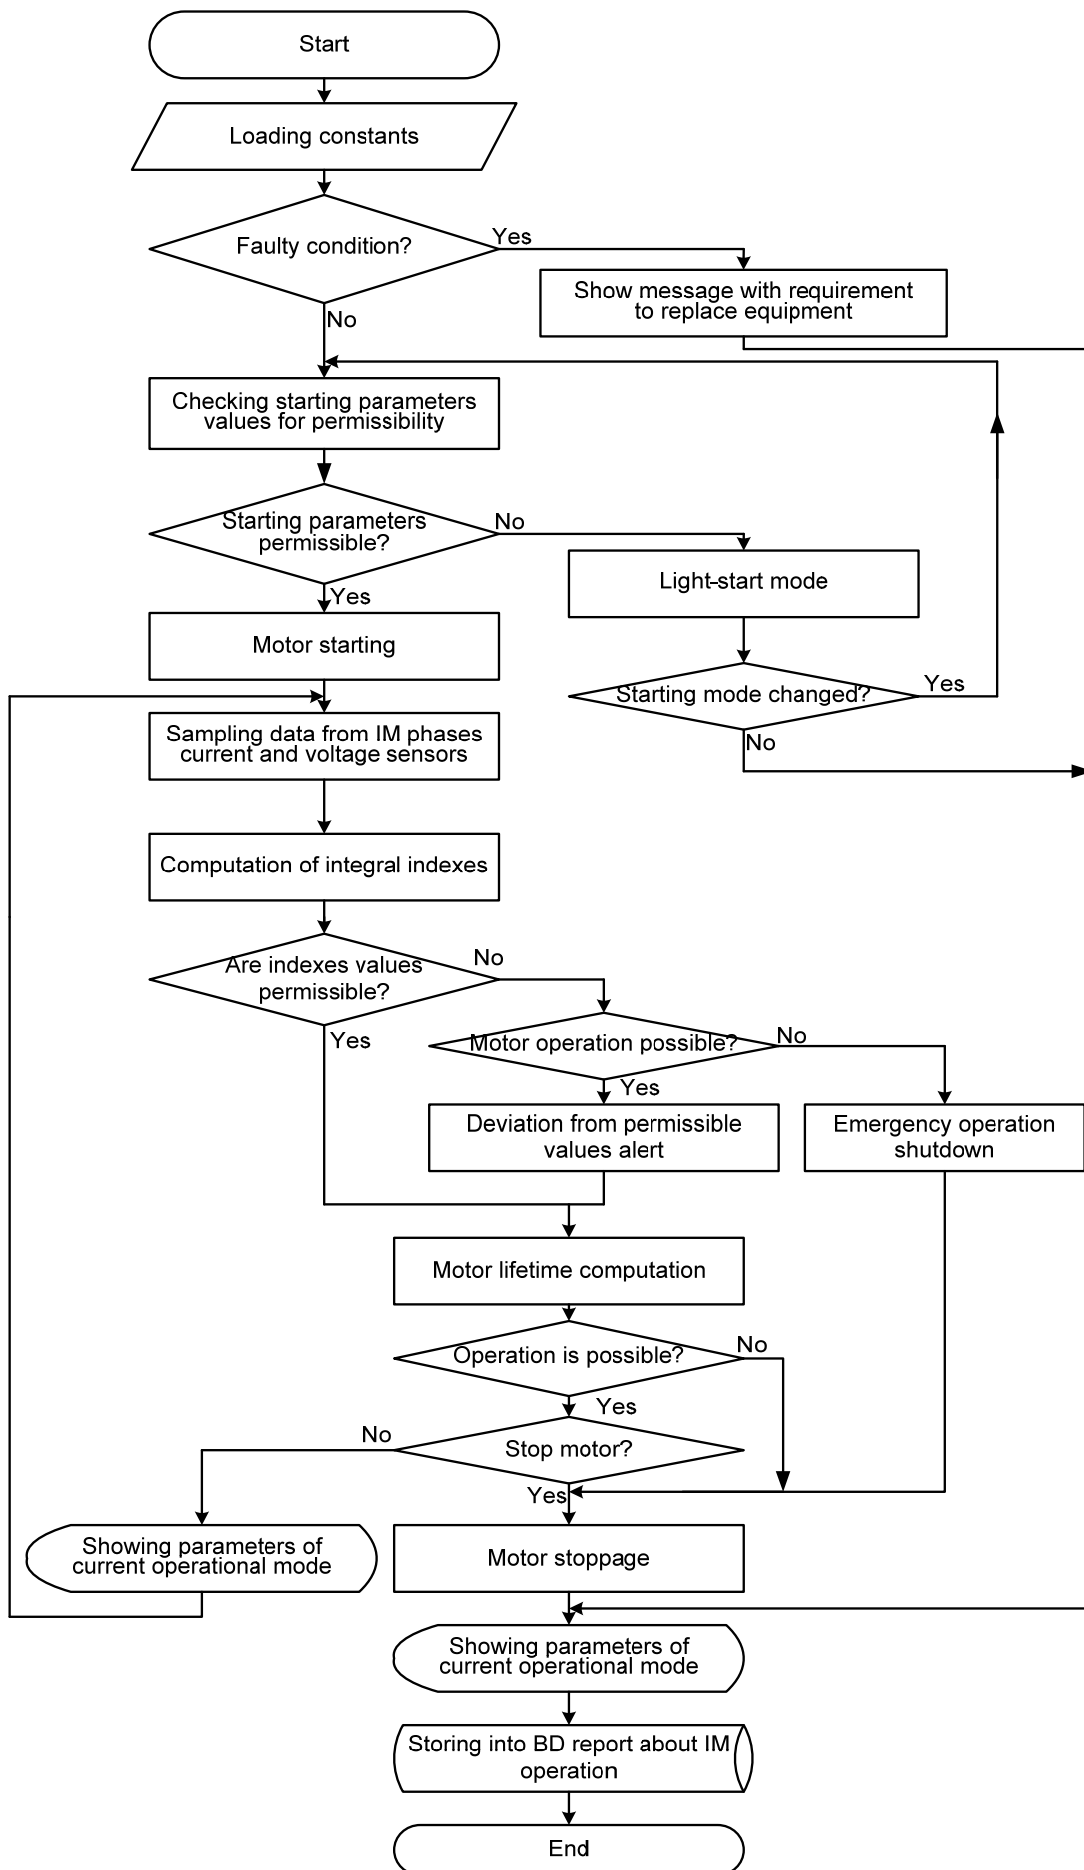 Start
Loading constants
Faulty condition?
Yes
Show message with requirement
to replace equipment
No
Checking starting parameters
values for permissibility
Starting parameters
permissible?
No
Light-start mode
Yes
Motor starting
Starting mode changed?
Yes
No
Sampling data from IM phases
current and voltage sensors
Computation of integral indexes
Are indexes values
permissible?
No
Yes
Motor operation possible?
No
Yes
Deviation from permissible
values alert
Emergency operation
shutdown
Motor lifetime computation
Operation is possible?
No
Yes
Stop motor?
No
Yes
Showing parameters of
current operational mode
Motor stoppage
Showing parameters of
current operational mode
Storing into BD report about IM
operation
End